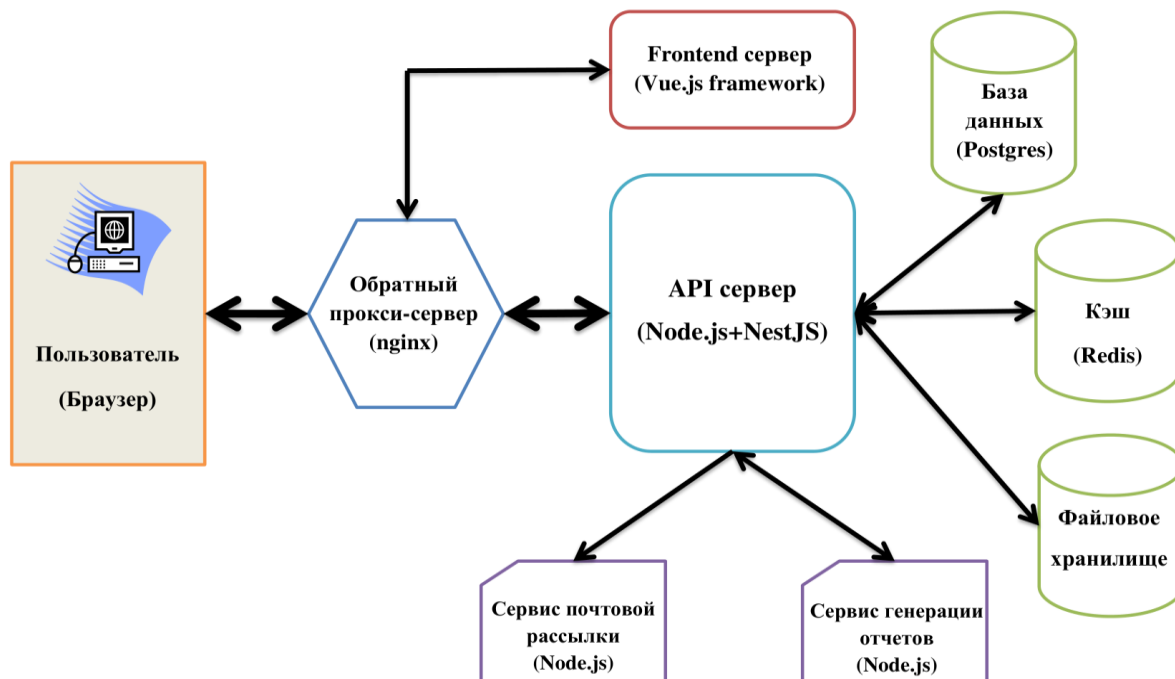 Frontend сервер
(Vue.js framework)
База
данных
(Postgres)
Пользователь
(Браузер)
Обратный
прокси-сервер
(nginx)
API сервер
(Node.js+NestJS)
Кэш
(Redis)
Файловое
хранилище
Сервис почтовой
рассылки
(Node.js)
Сервис генерации
отчетов
(Node.js)